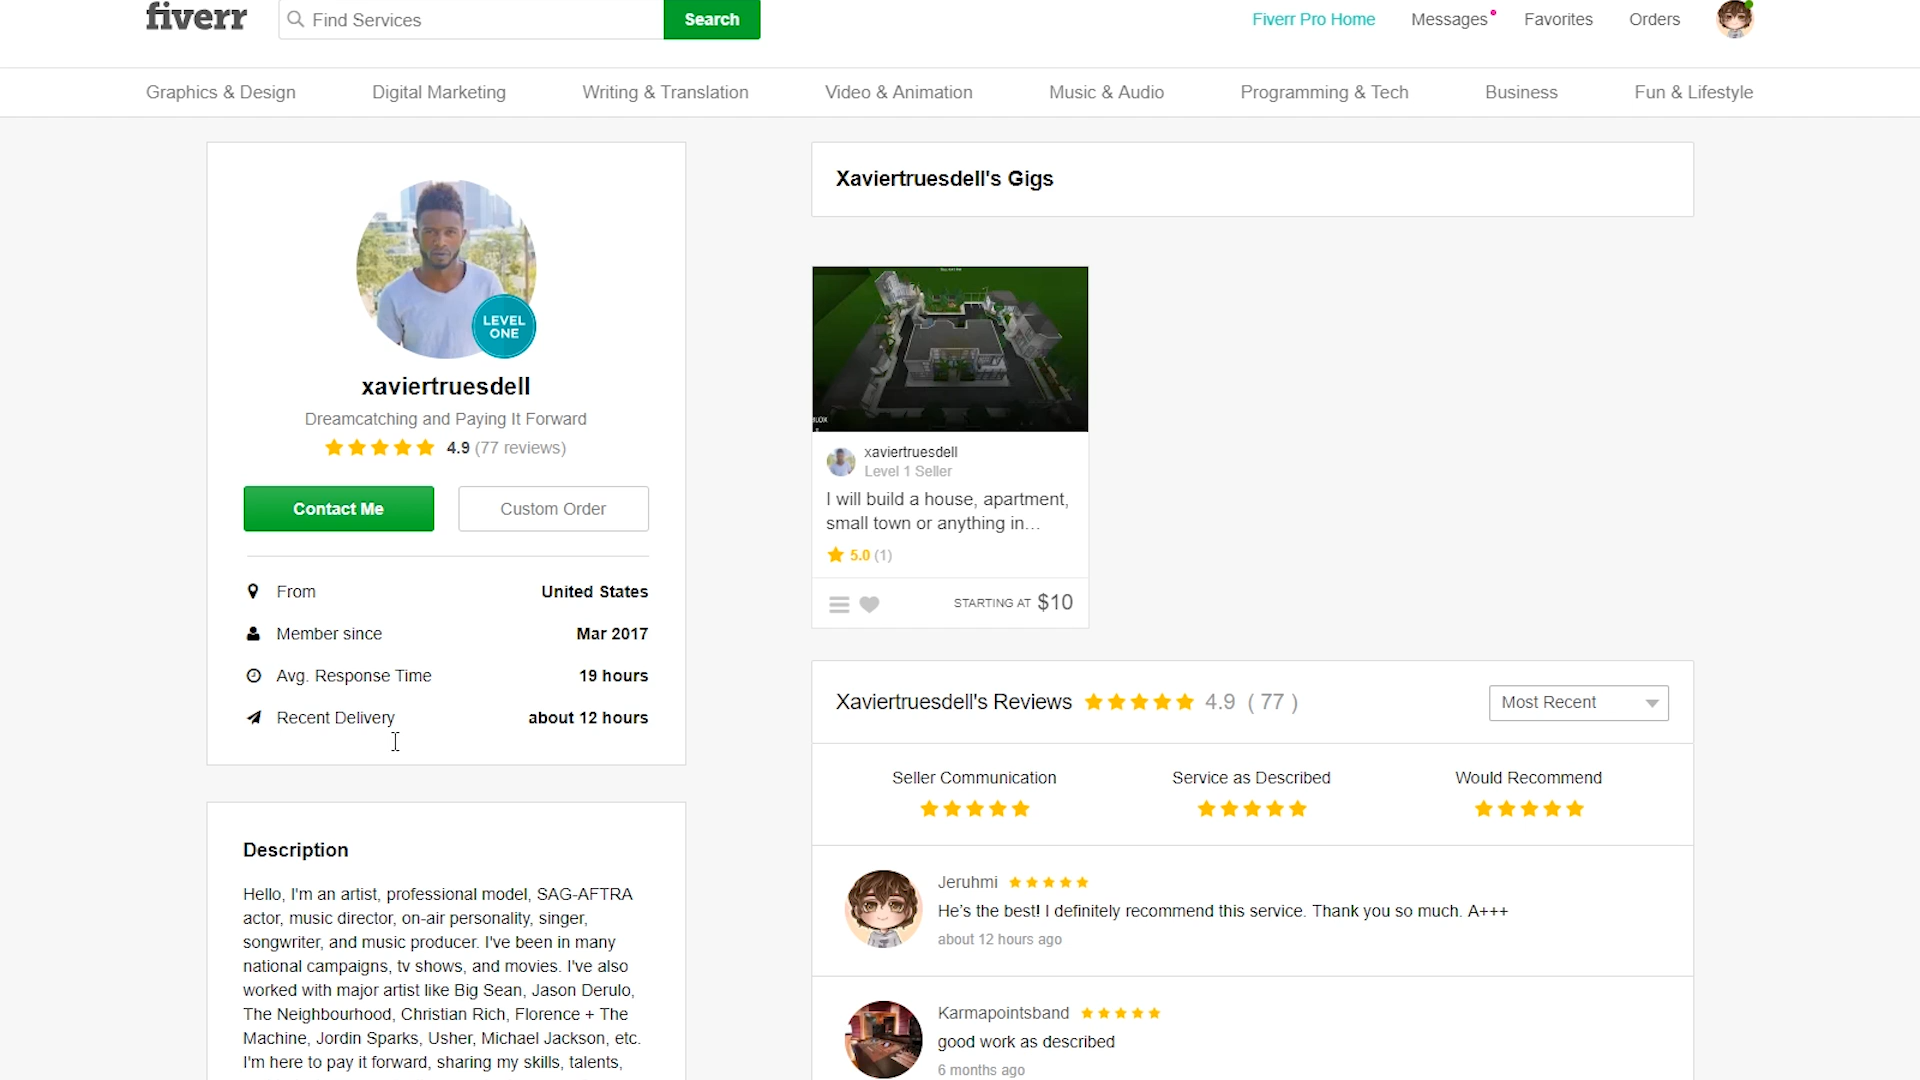 fiverr
Find Services
Search
Fiverr Pro Home
Messages
Favorites
Orders
Graphics & Design
Digital Marketing
Writing & Translation
Video & Animation
Music & Audio
Programming & Tech
Business
Fun & Lifestyle
LEVEL
ONE
xaviertruesdell
Dreamcatching and Paying It Forward
4.9 (77 reviews)
Contact Me
Custom Order
From United States
Member since Mar 2017
Avg. Response Time 19 hours
Recent Delivery about 12 hours
Description
Hello, I'm an artist, professional model, SAG-AFTRA
actor, music director, on-air personality, singer,
songwriter, and music producer. I've been in many
national campaigns, tv shows, and movies. I've also
worked with major artist like Big Sean, Jason Derulo,
The Neighbourhood, Christian Rich, Florence + The
Machine, Jordin Sparks, Usher, Michael Jackson, etc.
I'm here to pay it forward, sharing my skills, talents,
Xaviertruesdell's Gigs
xaviertruesdell
Level 1 Seller
I will build a house, apartment,
small town or anything in...
5.0 (1)
STARTING AT $10
Xaviertruesdell's Reviews 4.9 ( 77 )
Most Recent
Seller Communication
Service as Described
Would Recommend
Jeruhmi
He's the best! I definitely recommend this service. Thank you so much. A+++
about 12 hours ago
Karmapointsband
good work as described
6 months ago